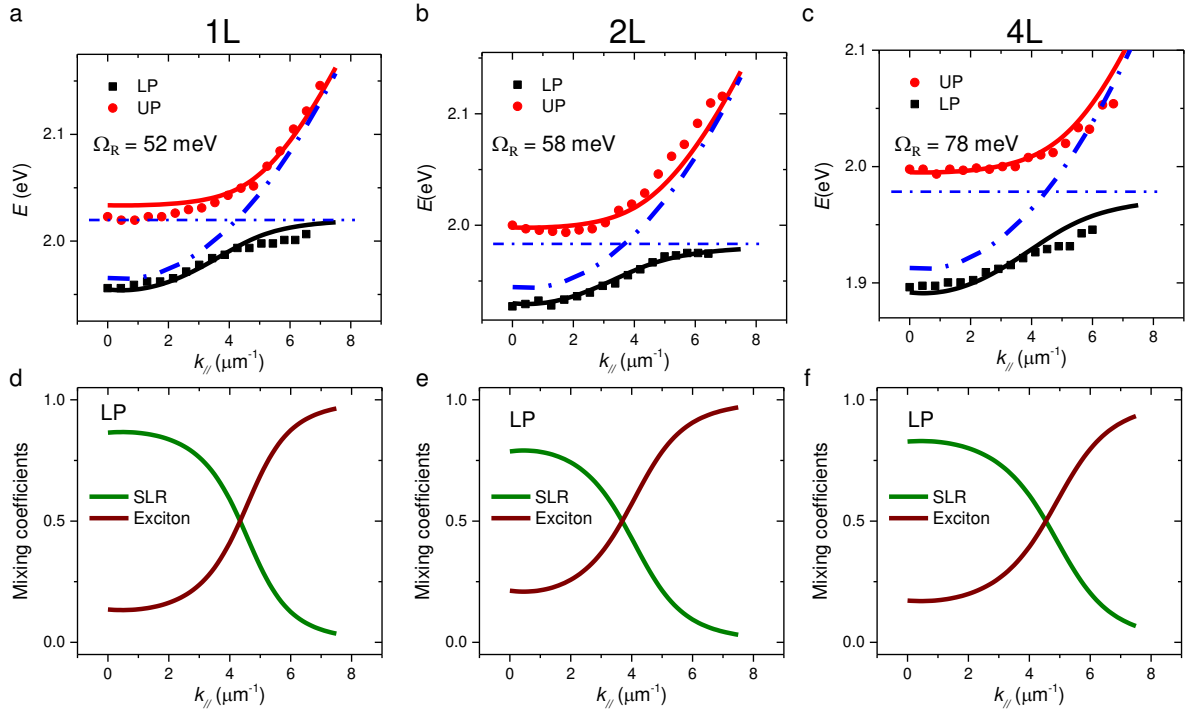 a
1L
LP
UP
Ω_R = 52 meV
E (eV)
2.1
2.0
0 2 4 6 8
k_// (μm⁻¹)
b
2L
LP
UP
Ω_R = 58 meV
E(eV)
2.1
2.0
0 2 4 6 8
k_// (μm⁻¹)
c
4L
UP
LP
Ω_R = 78 meV
E(eV)
2.1
2.0
1.9
0 2 4 6 8
k_// (μm⁻¹)
d
LP
SLR
Exciton
Mixing coefficients
1.0
0.5
0.0
0 2 4 6 8
k_// (μm⁻¹)
e
LP
SLR
Exciton
Mixing coefficients
1.0
0.5
0.0
0 2 4 6 8
k_// (μm⁻¹)
f
LP
SLR
Exciton
Mixing coefficients
1.0
0.5
0.0
0 2 4 6 8
k_// (μm⁻¹)